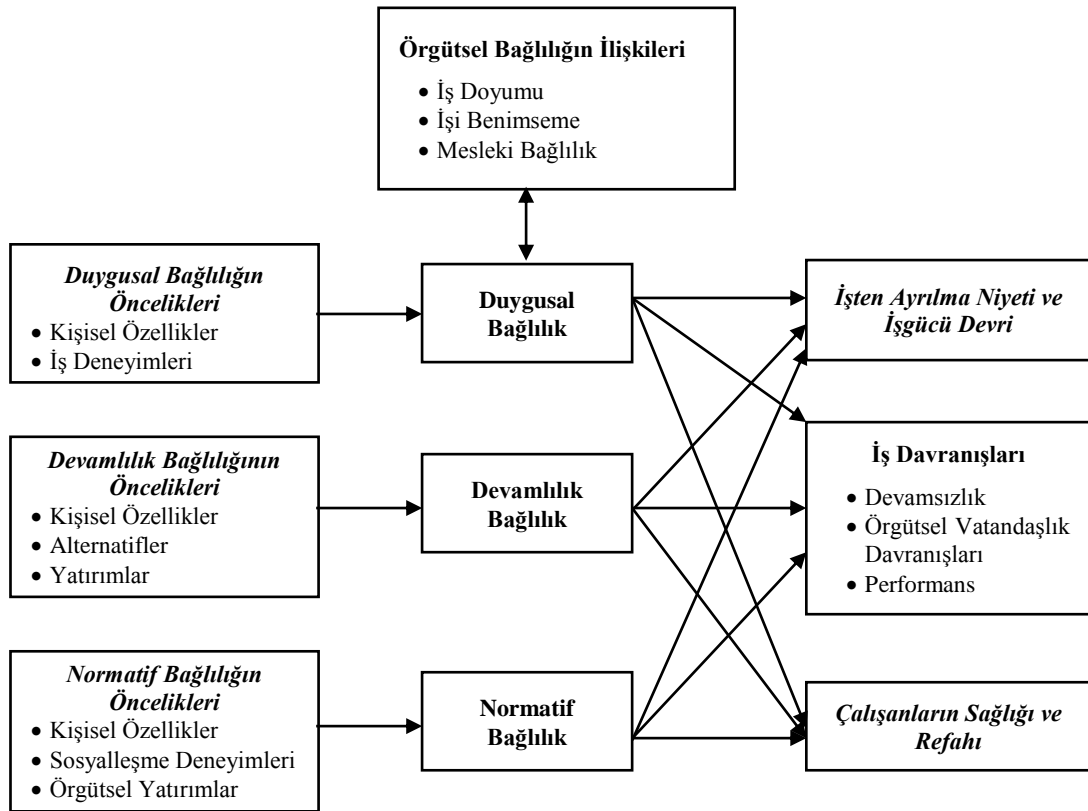 Örgütsel Bağlılığın İlişkileri
• İş Doyumu
• İşi Benimseme
• Mesleki Bağlılık
Duygusal Bağlılığın
Öncelikleri
• Kişisel Özellikler
• İş Deneyimleri
Duygusal
Bağlılık
İşten Ayrılma Niyeti ve
İşgücü Devri
Devamlılık Bağlılığının
Öncelikleri
• Kişisel Özellikler
• Alternatifler
• Yatırımlar
Devamlılık
Bağlılık
İş Davranışları
• Devamsızlık
• Örgütsel Vatandaşlık
Davranışları
• Performans
Normatif Bağlılığın
Öncelikleri
• Kişisel Özellikler
• Sosyalleşme Deneyimleri
• Örgütsel Yatırımlar
Normatif
Bağlılık
Çalışanların Sağlığı ve
Refahı